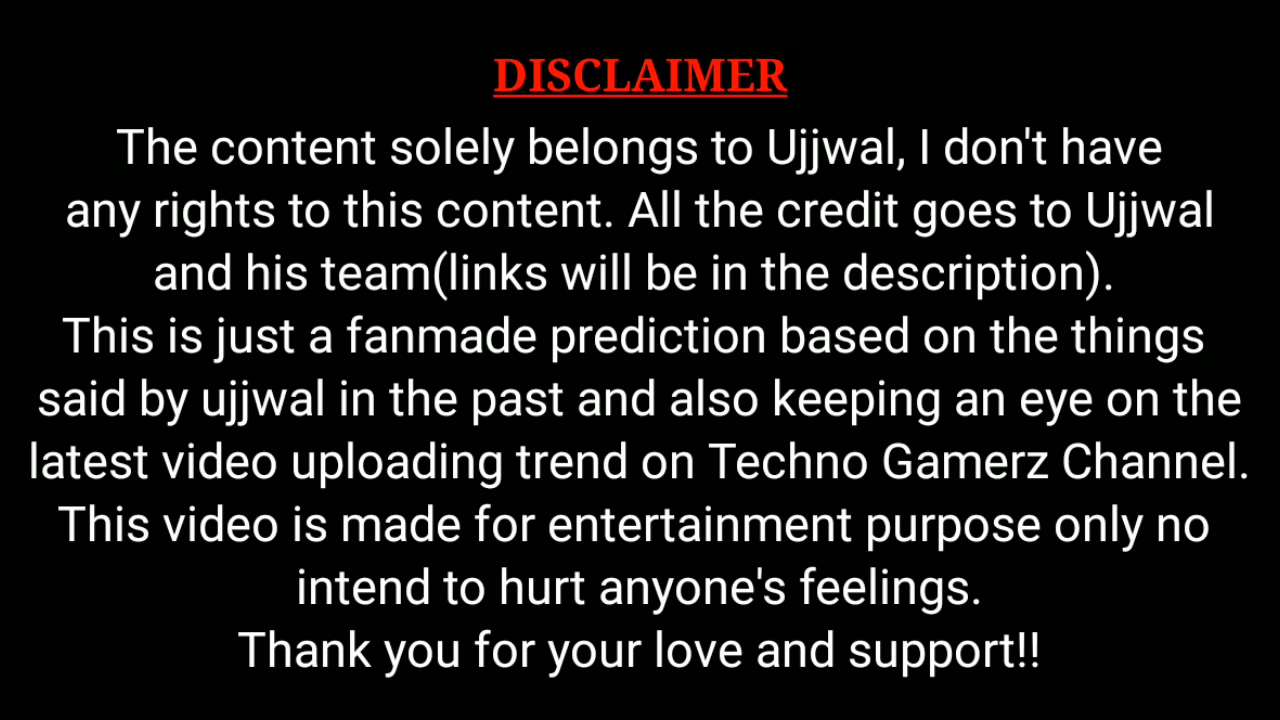 DISCLAIMER
The content solely belongs to Ujjwal, I don't have
any rights to this content. All the credit goes to Ujjwal
and his team(links will be in the description).
This is just a fanmade prediction based on the things
said by ujjwal in the past and also keeping an eye on the
latest video uploading trend on Techno Gamerz Channel.
This video is made for entertainment purpose only no
intend to hurt anyone's feelings.
Thank you for your love and support!!